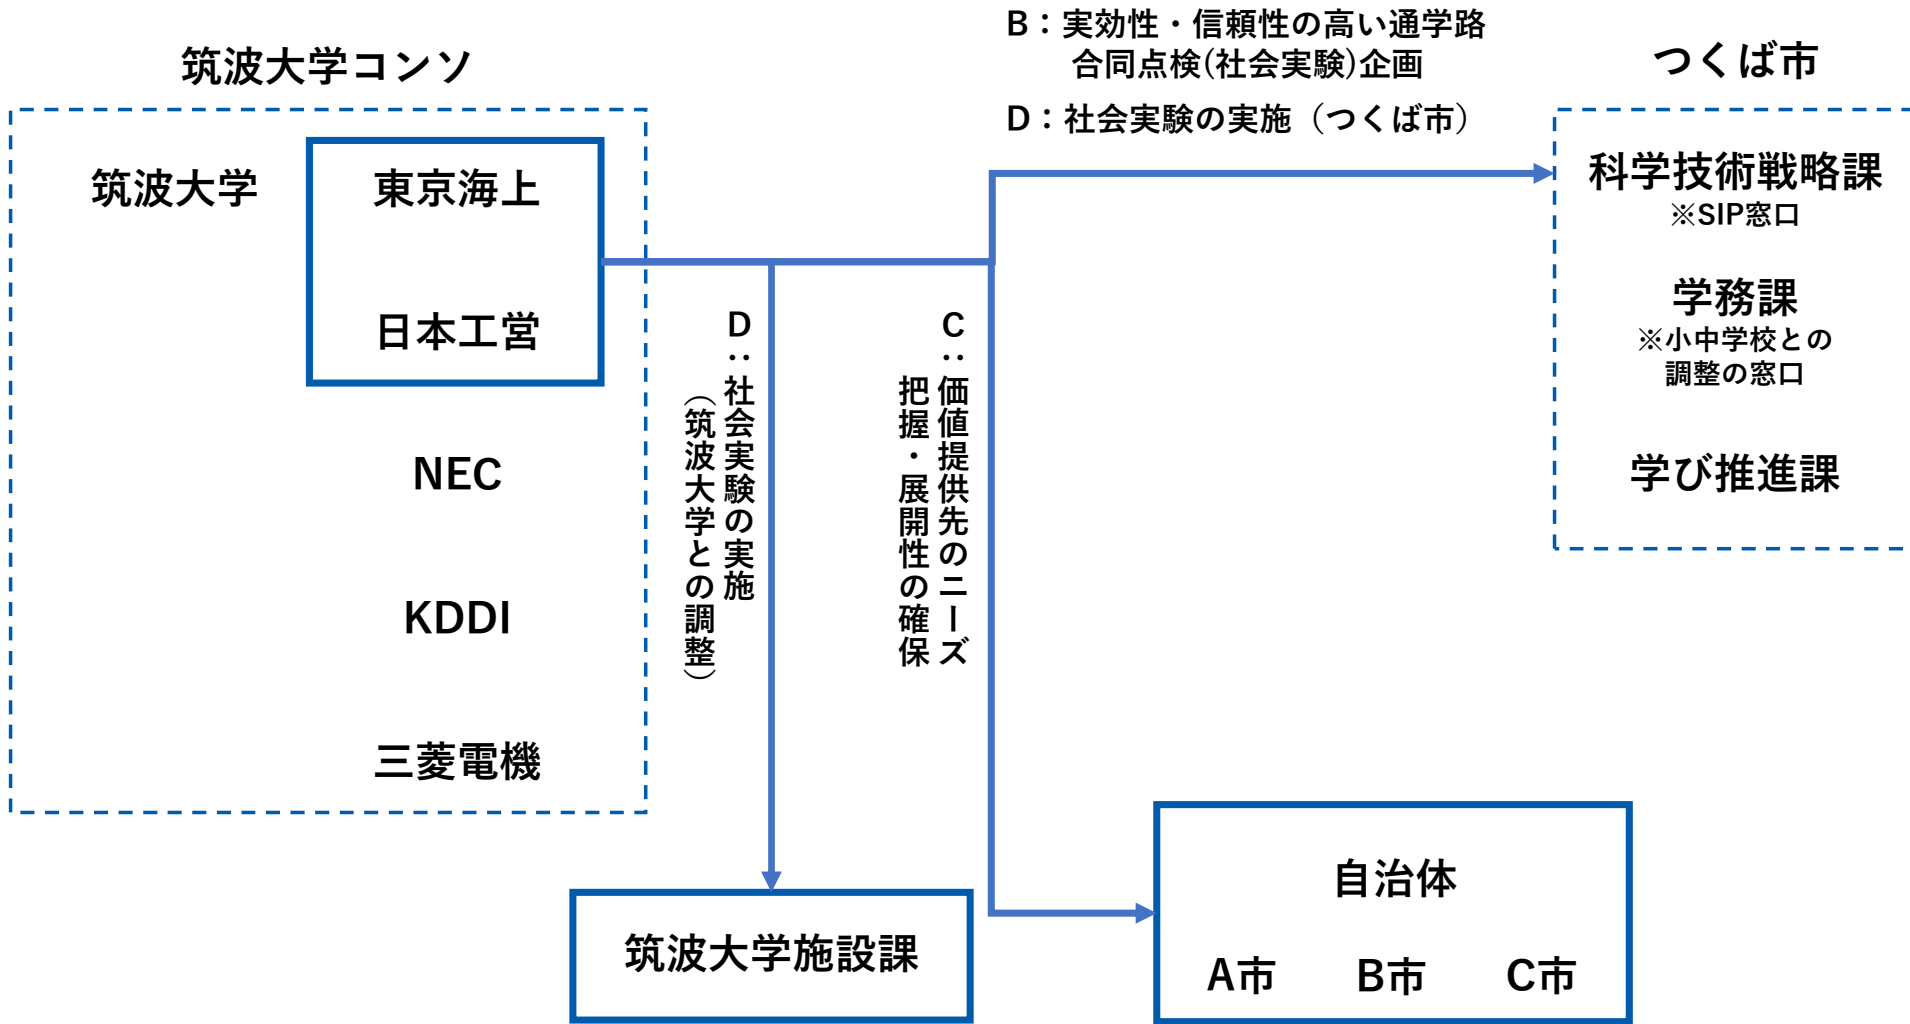 筑波大学コンソ
筑波大学
東京海上
日本工営
NEC
KDDI
三菱電機
B：実効性・信頼性の高い通学路
合同点検(社会実験)企画
D：社会実験の実施（つくば市）
D：社会実験の実施
（筑波大学との調整）
C：価値提供先のニーズ
把握・展開性の確保
つくば市
科学技術戦略課
※SIP窓口
学務課
※小中学校との
調整の窓口
学び推進課
筑波大学施設課
自治体
A市 B市 C市